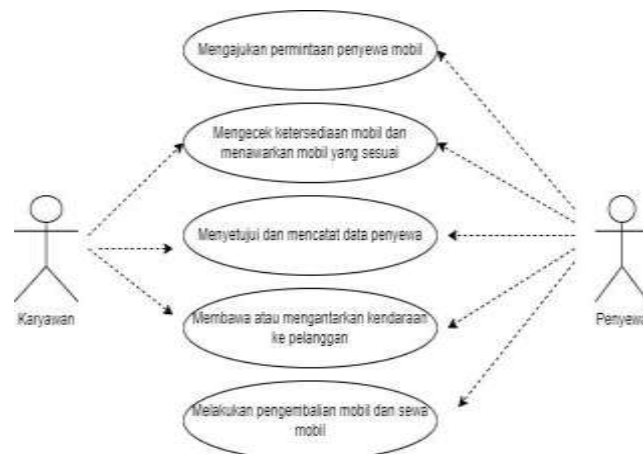 Mengajukan permintaan penyewa mobil
Mengecek ketersediaan mobil dan
menawarkan mobil yang sesuai
Menyetujui dan mencatat data penyewa
Karyawan
Penyewa
Membawa atau mengantarkan kendaraan
ke pelanggan
Melakukan pengembalian mobil dan sewa
mobil